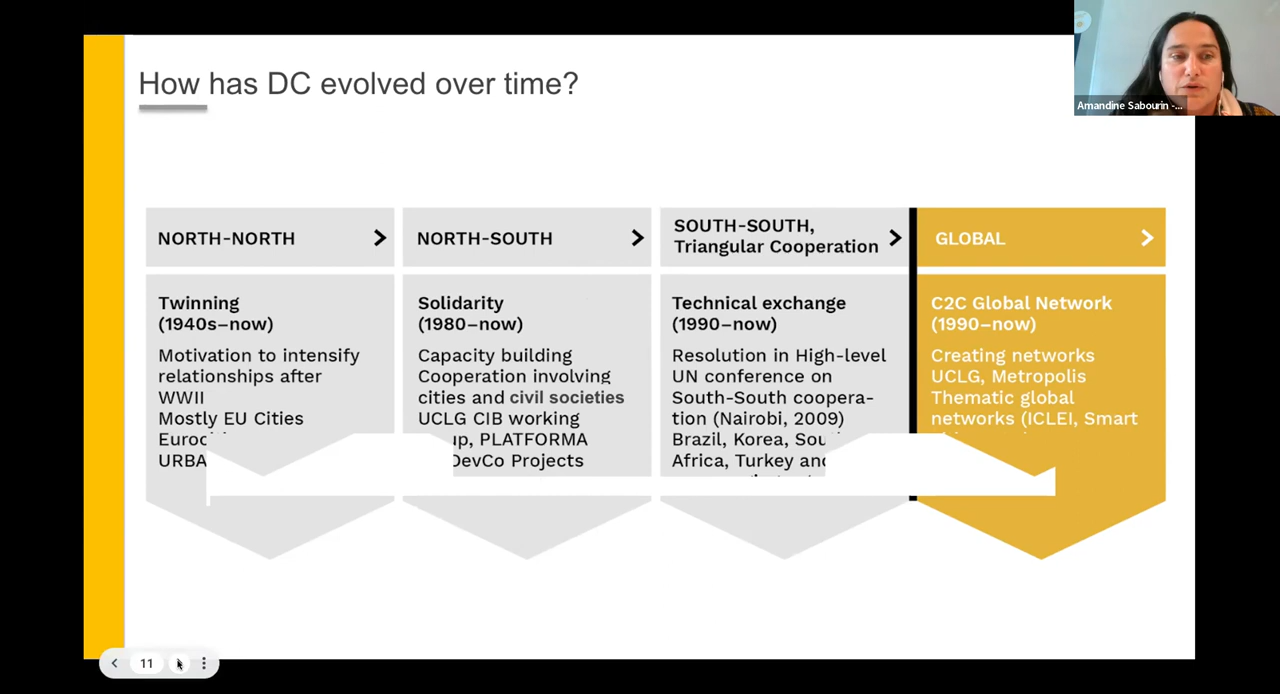 How has DC evolved over time?
Amandine Sabourin -...
NORTH-NORTH
Twinning
(1940s–now)
Motivation to intensify
relationships after
WWII
Mostly EU Cities
URBA
NORTH-SOUTH
Solidarity
(1980–now)
Capacity building
Cooperation involving
cities and civil societies
UCLG CIB working
up, PLATFORMA
DevCo Projects
SOUTH-SOUTH,
Triangular Cooperation
Technical exchange
(1990–now)
Resolution in High-level
UN conference on
South-South coopera-
tion (Nairobi, 2009)
Brazil, Korea, Sou
Africa, Turkey and
GLOBAL
C2C Global Network
(1990–now)
Creating networks
UCLG, Metropolis
Thematic global
networks (ICLEI, Smart
11